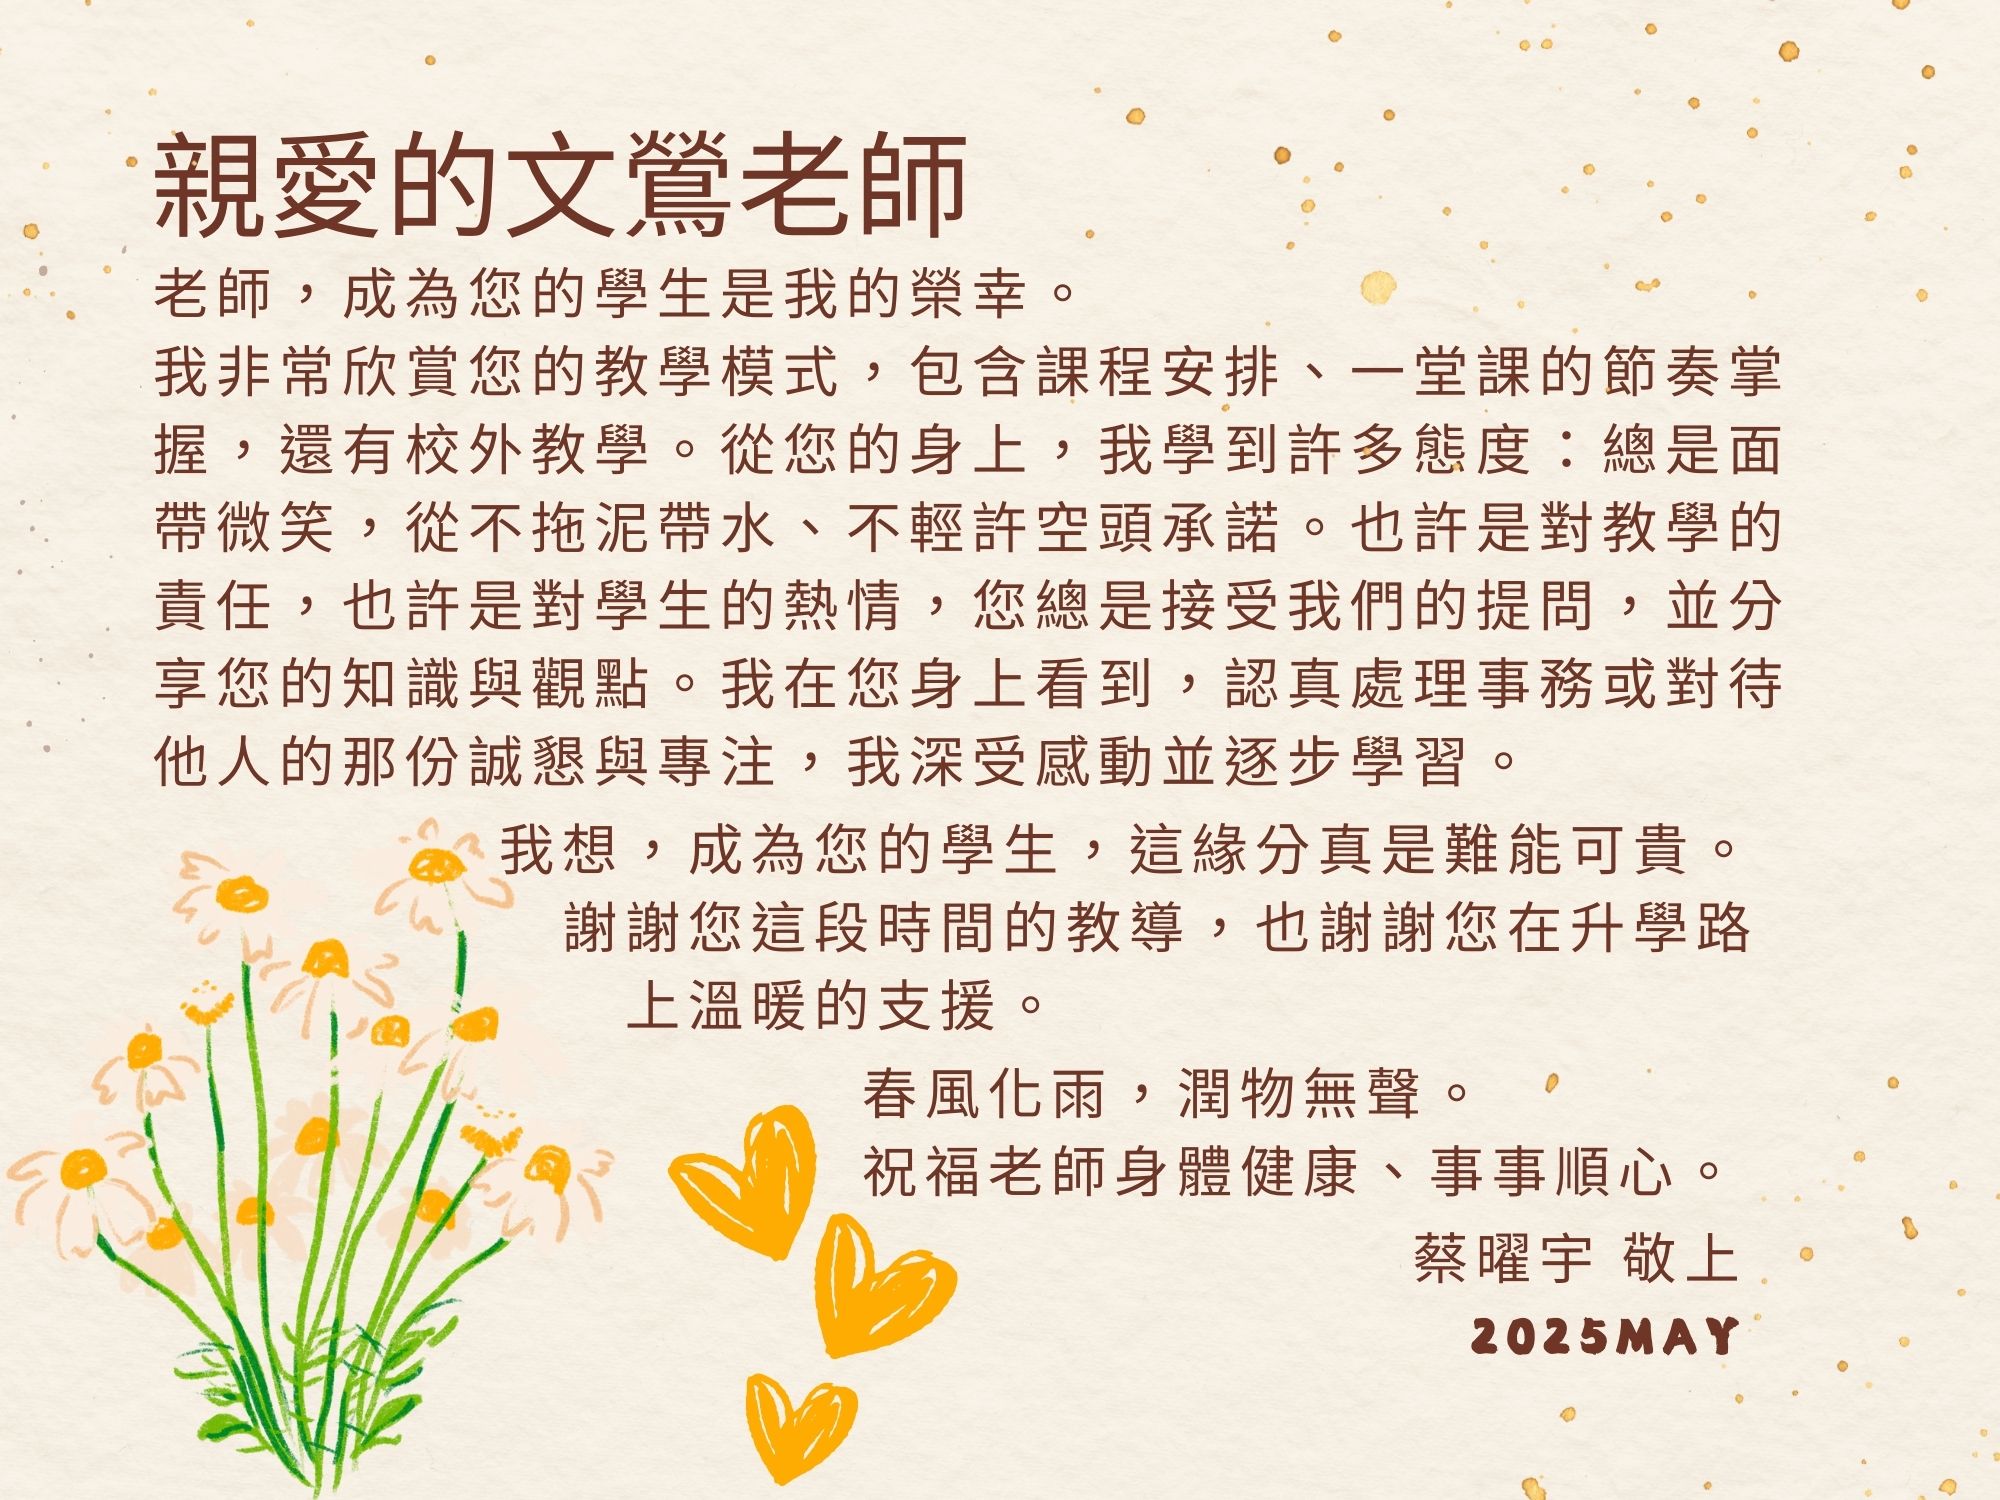 親愛的文鶯老師
老師，成為您的學生是我的榮幸。
我非常欣賞您的教學模式，包含課程安排、一堂課的節奏掌
握，還有校外教學。從您的身上，我學到許多態度：總是面
帶微笑，從不拖泥帶水、不輕許空頭承諾。也許是對教學的
責任，也許是對學生的熱情，您總是接受我們的提問，並分
享您的知識與觀點。我在您身上看到，認真處理事務或對待
他人的那份誠懇與專注，我深受感動並逐步學習。
我想，成為您的學生，這緣分真是難能可貴。
謝謝您這段時間的教導，也謝謝您在升學路
上溫暖的支援。
春風化雨，潤物無聲。
祝福老師身體健康、事事順心。
蔡曜宇 敬上
2025MAY